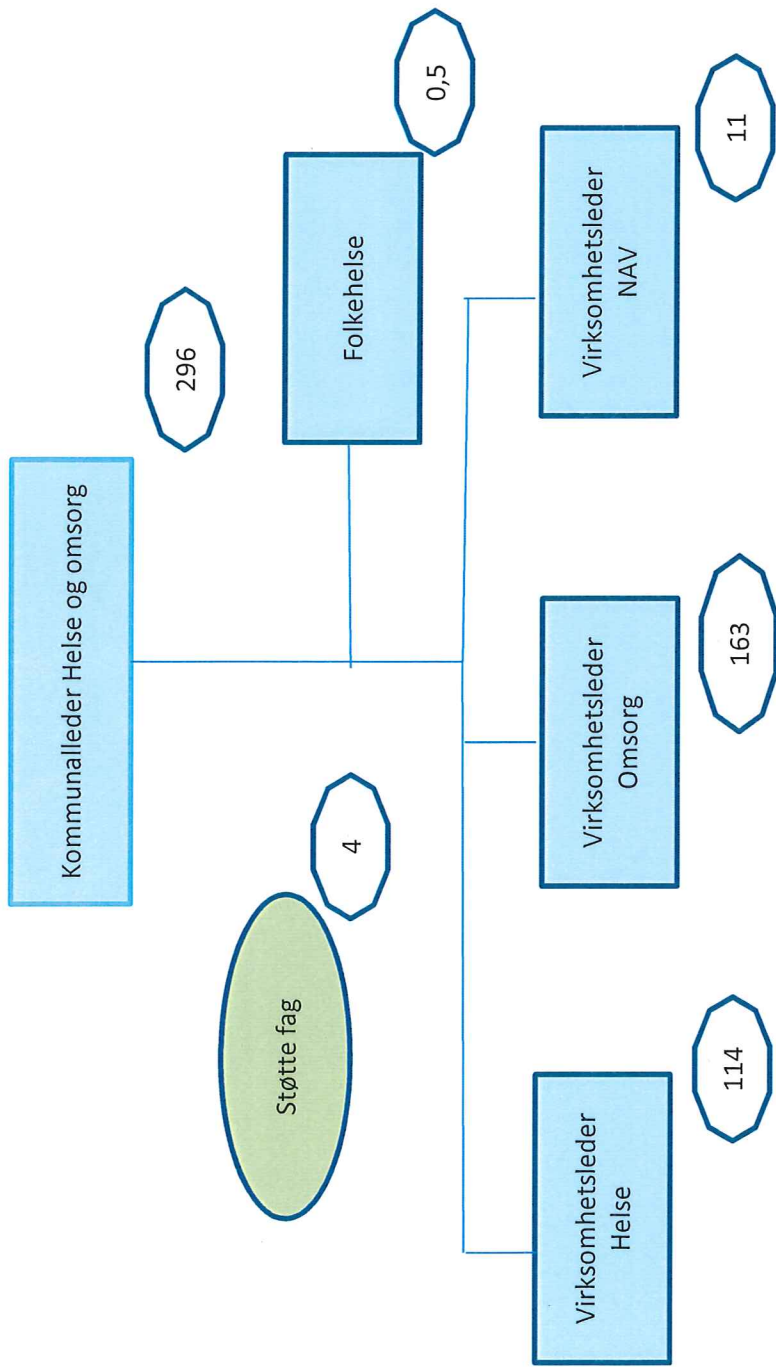 Kommunalleder Helse og omsorg
296
Støtte fag
4
Folkehelse
0,5
Virksomhetsleder
Helse
114
Virksomhetsleder
Omsorg
163
Virksomhetsleder
NAV
11